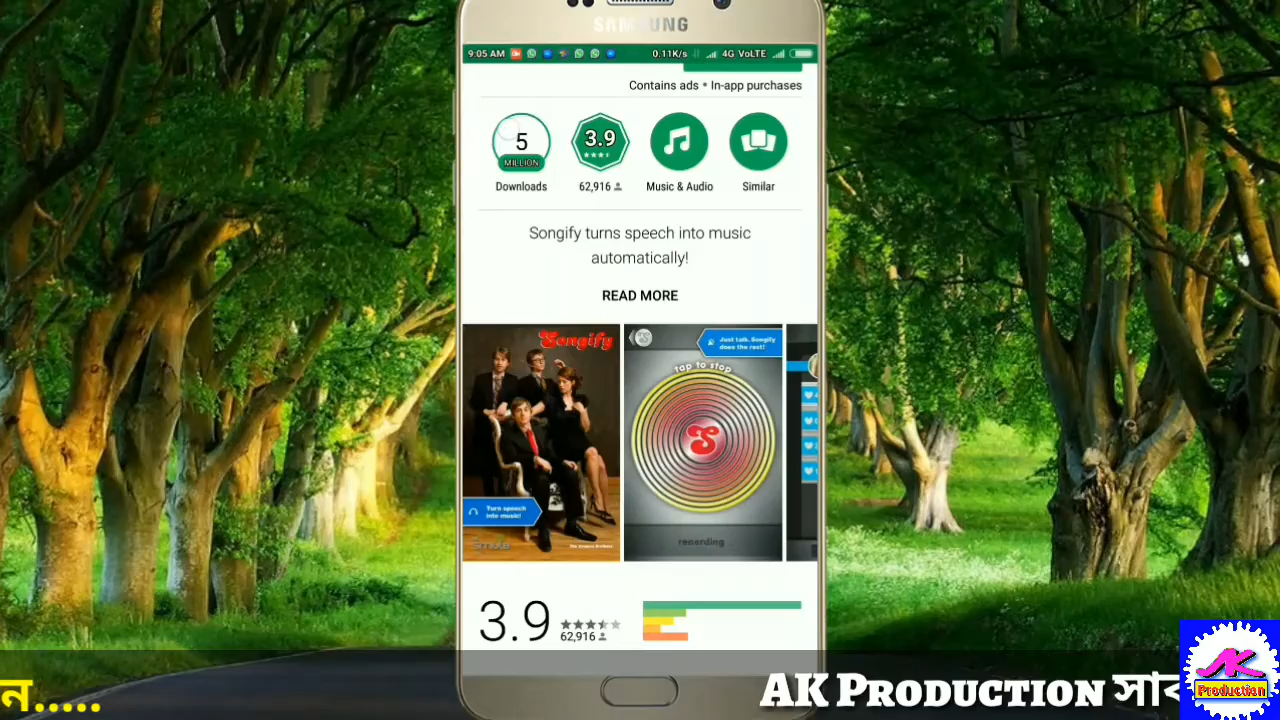 SAMSUNG
9:05 AM 0.11K/s 4G VoLTE
Contains ads • In-app purchases
5
MILLION
Downloads
3.9
62,916
Music & Audio
Similar
Songify turns speech into music
automatically!
READ MORE
Songify
Turn speech
into music!
Smule
Just talk. Songify
does the rest!
tap to stop
S
recording
3.9
62,916
ন.....
AK Production সাব
AK
Production